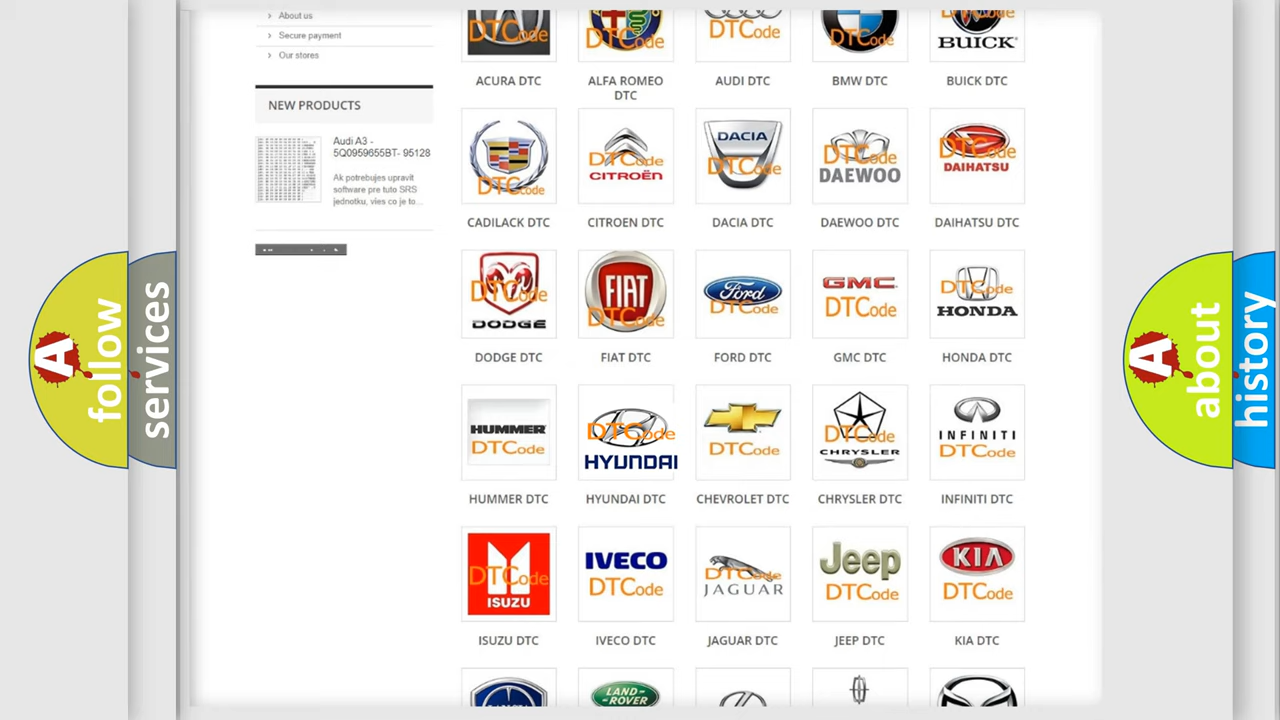 About us
Secure payment
Our stores
NEW PRODUCTS
Audi A3 -
5Q0959655BT- 95128
Ak potrebujes upravit
software pre tuto SRS
jednotku, vies co je to...
DTCode
DTCode
DTCode
DTCode
BUICK
ACURA DTC
ALFA ROMEO
DTC
AUDI DTC
BMW DTC
BUICK DTC
DTCode
DTCode
CITROËN
DACIA
DTCode
DTCode
DAEWOO
DTCode
DAIHATSU
CADILACK DTC
CITROEN DTC
DACIA DTC
DAEWOO DTC
DAIHATSU DTC
DTCode
DODGE
FIAT
DTCode
Ford
DTCode
GMC
DTCode
DTCode
HONDA
DODGE DTC
FIAT DTC
FORD DTC
GMC DTC
HONDA DTC
HUMMER
DTCode
DTCode
HYUNDAI
DTCode
DTCode
CHRYSLER
INFINITI
DTCode
HUMMER DTC
HYUNDAI DTC
CHEVROLET DTC
CHRYSLER DTC
INFINITI DTC
DTCode
ISUZU
IVECO
DTCode
DTCode
JAGUAR
Jeep
DTCode
KIA
DTCode
ISUZU DTC
IVECO DTC
JAGUAR DTC
JEEP DTC
KIA DTC
LAND-
ROVER
A
follow
services
A
about
history